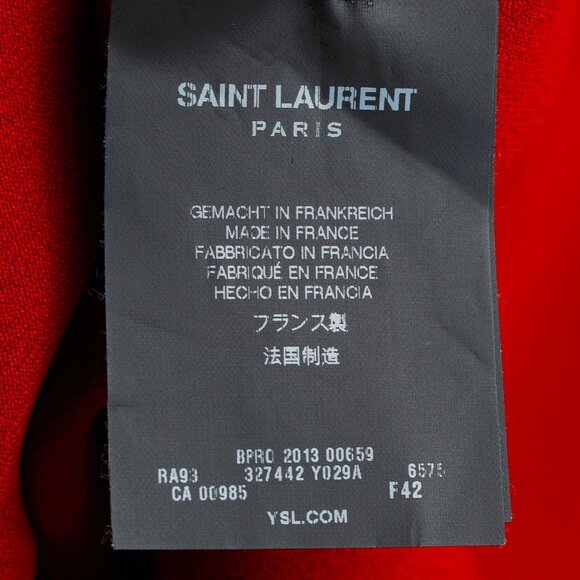 SAINT LAURENT
PARIS
GEMACHT IN FRANKREICH
MADE IN FRANCE
FABBRICATO IN FRANCIA
FABRIQUÉ EN FRANCE
HECHO EN FRANCIA
フランス製
法国制造
BPRO 2013 00659
RA93 327442 Y029A 6575
CA 00985 F42
YSL.COM